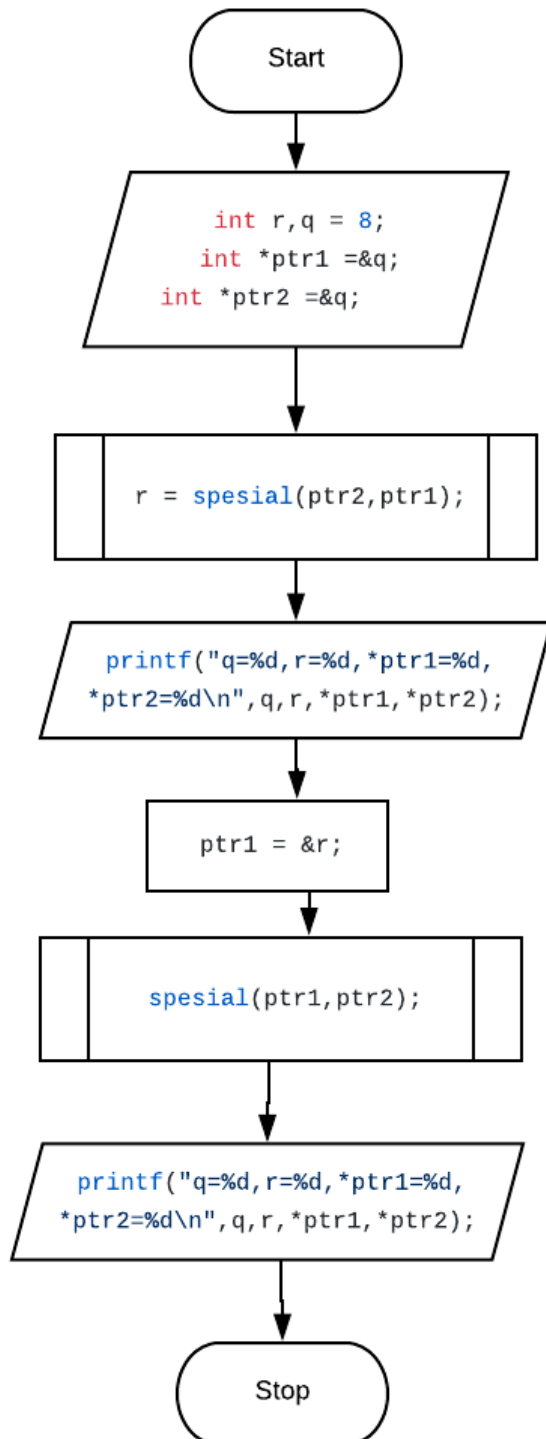 Start
int r,q = 8;
int *ptr1 =&q;
int *ptr2 =&q;
r = spesial(ptr2,ptr1);
printf("q=%d,r=%d,*ptr1=%d,
*ptr2=%d\n",q,r,*ptr1,*ptr2);
ptr1 = &r;
spesial(ptr1,ptr2);
printf("q=%d,r=%d,*ptr1=%d,
*ptr2=%d\n",q,r,*ptr1,*ptr2);
Stop